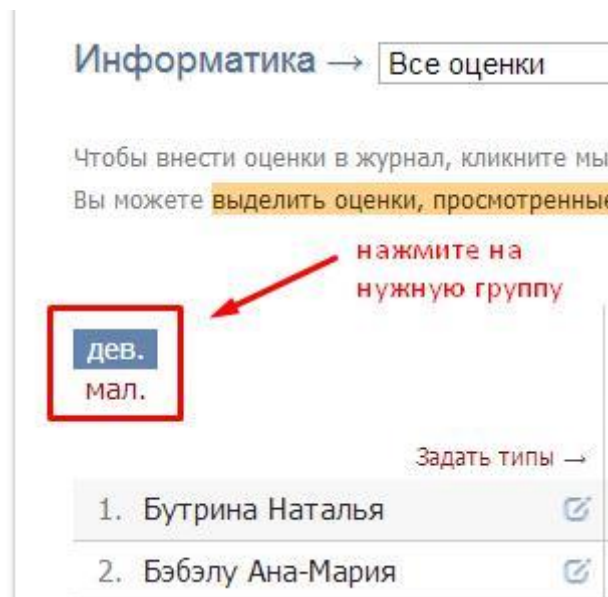 Информатика → Все оценки
Чтобы внести оценки в журнал, кликните мы
Вы можете выделить оценки, просмотренные
нажмите на
нужную группу
дев.
мал.
Задать типы →
1. Бутрина Наталья
2. Бэбэлу Ана-Мария